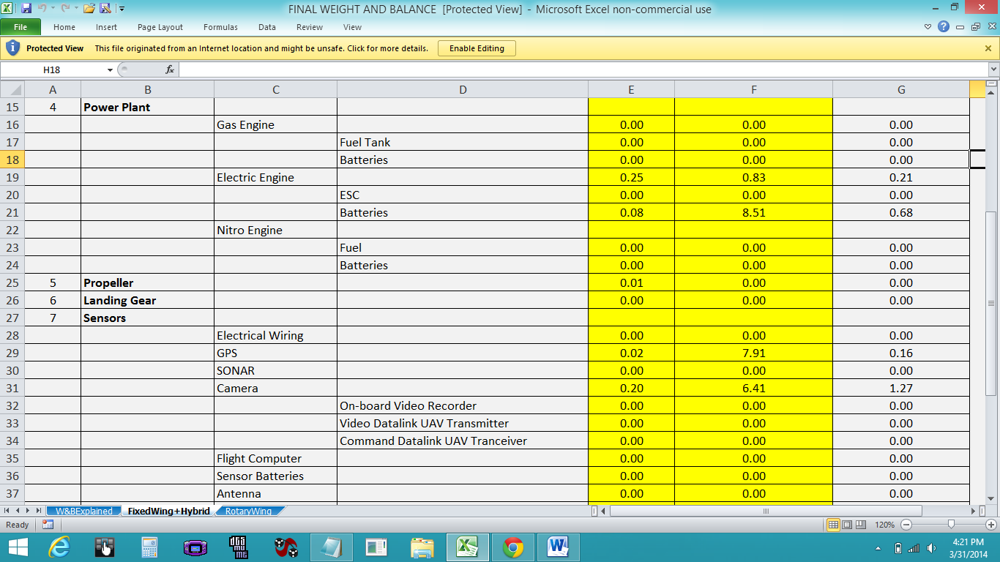 FINAL WEIGHT AND BALANCE [Protected View] - Microsoft Excel non-commercial use
File Home Insert Page Layout Formulas Data Review View
Protected View This file originated from an Internet location and might be unsafe. Click for more details. Enable Editing
H18 fx
A B C D E F G
15 4 Power Plant
16 Gas Engine 0.00 0.00 0.00
17 Fuel Tank 0.00 0.00 0.00
18 Batteries 0.00 0.00 0.00
19 Electric Engine 0.25 0.83 0.21
20 ESC 0.00 0.00 0.00
21 Batteries 0.08 8.51 0.68
22 Nitro Engine
23 Fuel 0.00 0.00 0.00
24 Batteries 0.00 0.00 0.00
25 5 Propeller 0.01 0.00 0.00
26 6 Landing Gear 0.00 0.00 0.00
27 7 Sensors
28 Electrical Wiring 0.00 0.00 0.00
29 GPS 0.02 7.91 0.16
30 SONAR 0.00 0.00 0.00
31 Camera 0.20 6.41 1.27
32 On-board Video Recorder 0.00 0.00 0.00
33 Video Datalink UAV Transmitter 0.00 0.00 0.00
34 Command Datalink UAV Tranceiver 0.00 0.00 0.00
35 Flight Computer 0.00 0.00 0.00
36 Sensor Batteries 0.00 0.00 0.00
37 Antenna 0.00 0.00 0.00
W&BExplained FixedWing+Hybrid RotaryWing
Ready 120%
4:21 PM
3/31/2014